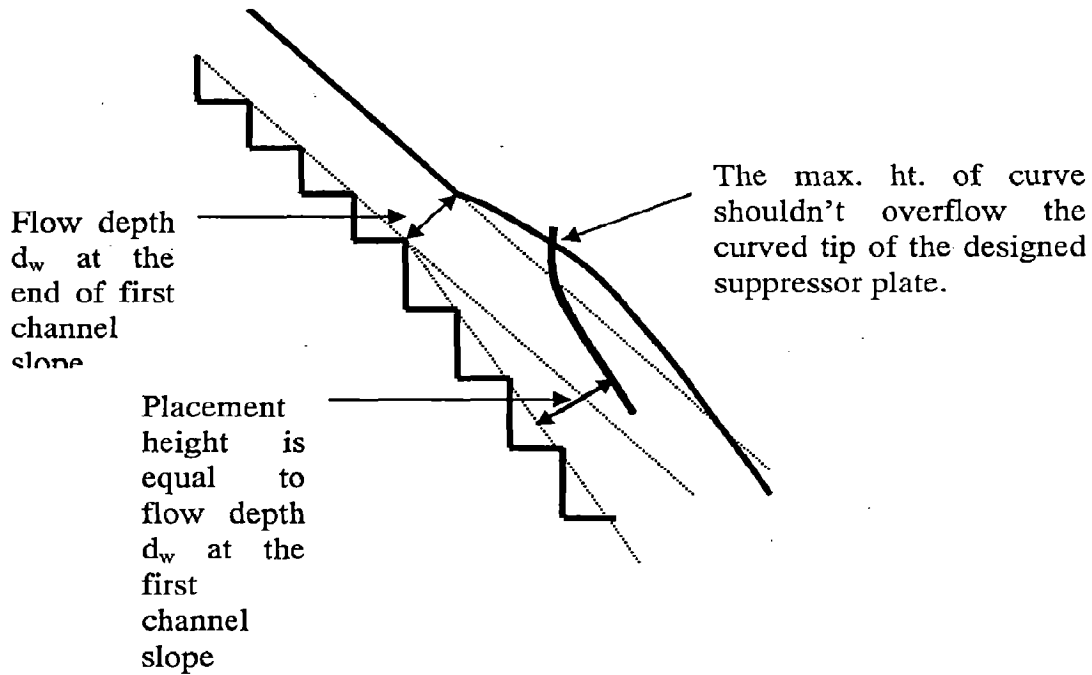 The max. ht. of curve
shouldn't overflow the
curved tip of the designed
suppressor plate.
Flow depth
d_w at the
end of first
channel
slope
Placement
height is
equal to
flow depth
d_w at the
first
channel
slope